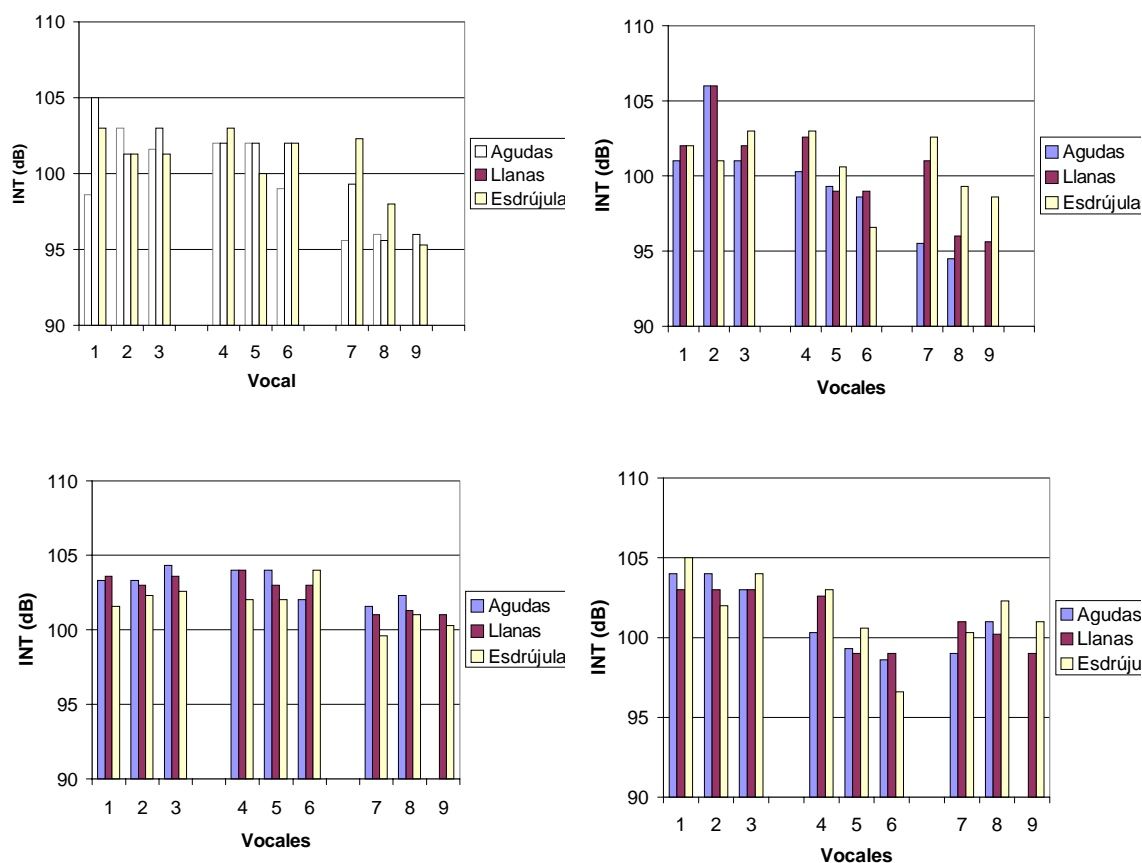 110
105
100
95
90
INT (dB)
1 2 3 4 5 6 7 8 9
Vocal
Agudas
Llanas
Esdrújula
110
105
100
95
90
INT (dB)
1 2 3 4 5 6 7 8 9
Vocales
Agudas
Llanas
Esdrújulas
110
105
100
95
90
INT (dB)
1 2 3 4 5 6 7 8 9
Vocales
Agudas
Llanas
Esdrújula
110
105
100
95
90
INT (dB)
1 2 3 4 5 6 7 8 9
Vocales
Agudas
Llanas
Esdrúju